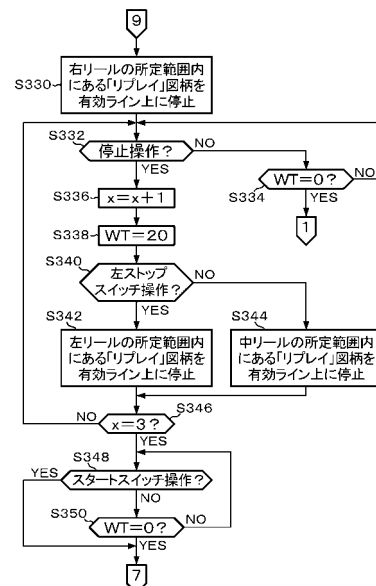 9
S330
右リールの所定範囲内
にある「リプレイ」図柄を
有効ライン上に停止
S332
停止操作？
NO
YES
S334
WT＝0？
NO
YES
1
S336
x＝x＋1
S338
WT＝20
S340
左ストップ
スイッチ操作？
NO
YES
S342
左リールの所定範囲内
にある「リプレイ」図柄を
有効ライン上に停止
S344
中リールの所定範囲内
にある「リプレイ」図柄を
有効ライン上に停止
S346
x＝3？
NO
YES
S348
スタートスイッチ操作？
YES
NO
S350
WT＝0？
NO
YES
7